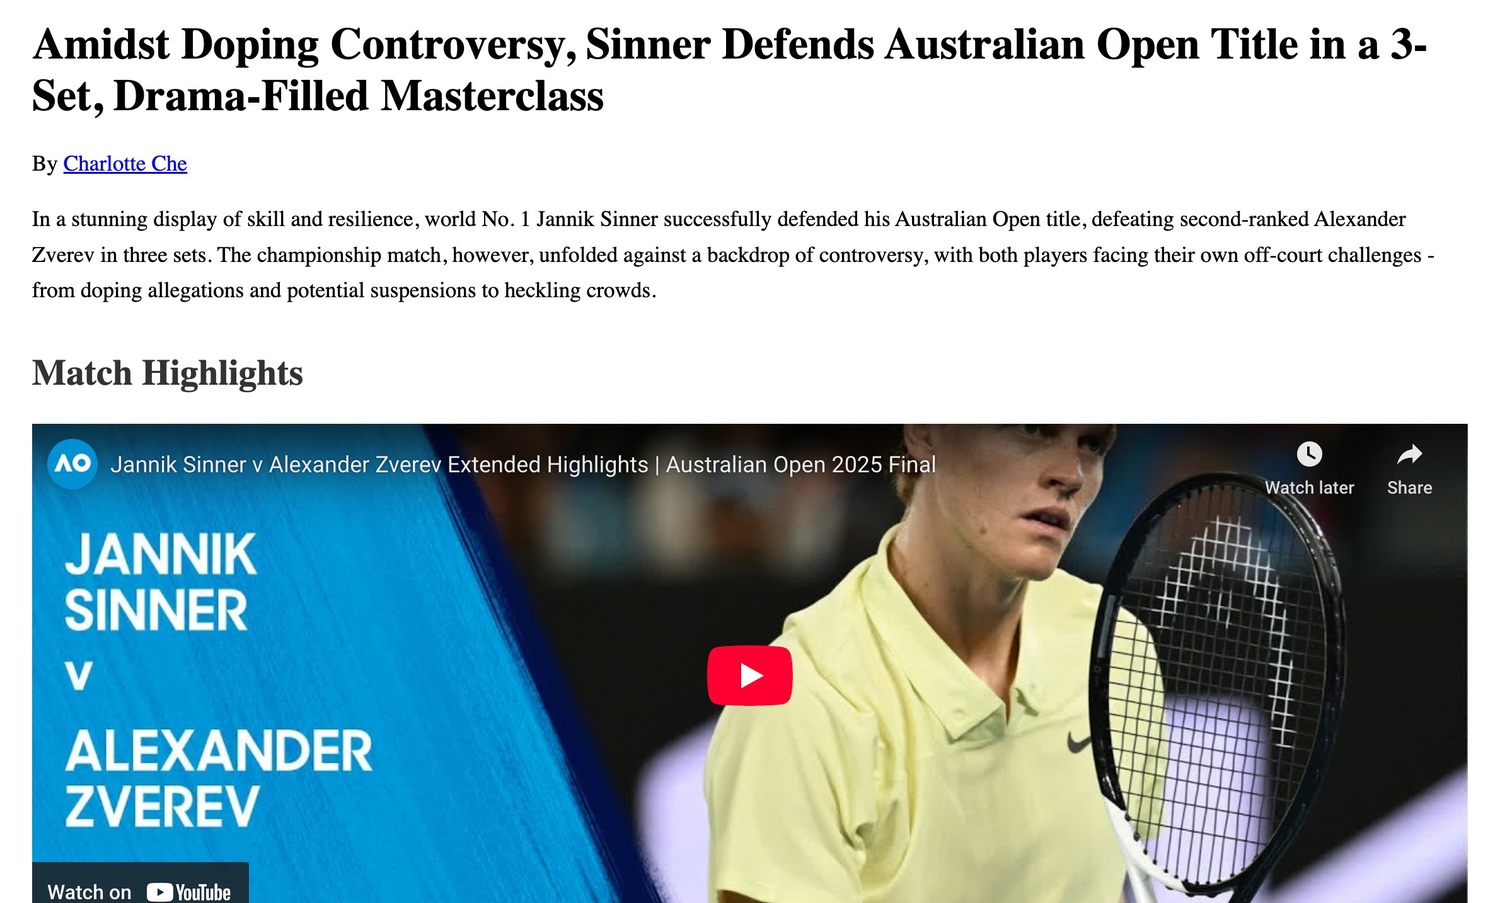 Amidst Doping Controversy, Sinner Defends Australian Open Title in a 3-
Set, Drama-Filled Masterclass
By Charlotte Che
In a stunning display of skill and resilience, world No. 1 Jannik Sinner successfully defended his Australian Open title, defeating second-ranked Alexander
Zverev in three sets. The championship match, however, unfolded against a backdrop of controversy, with both players facing their own off-court challenges -
from doping allegations and potential suspensions to heckling crowds.
Match Highlights
AO
Jannik Sinner v Alexander Zverev Extended Highlights | Australian Open 2025 Final
Watch later
Share
JANNIK
SINNER
v
ALEXANDER
ZVEREV
Watch on YouTube